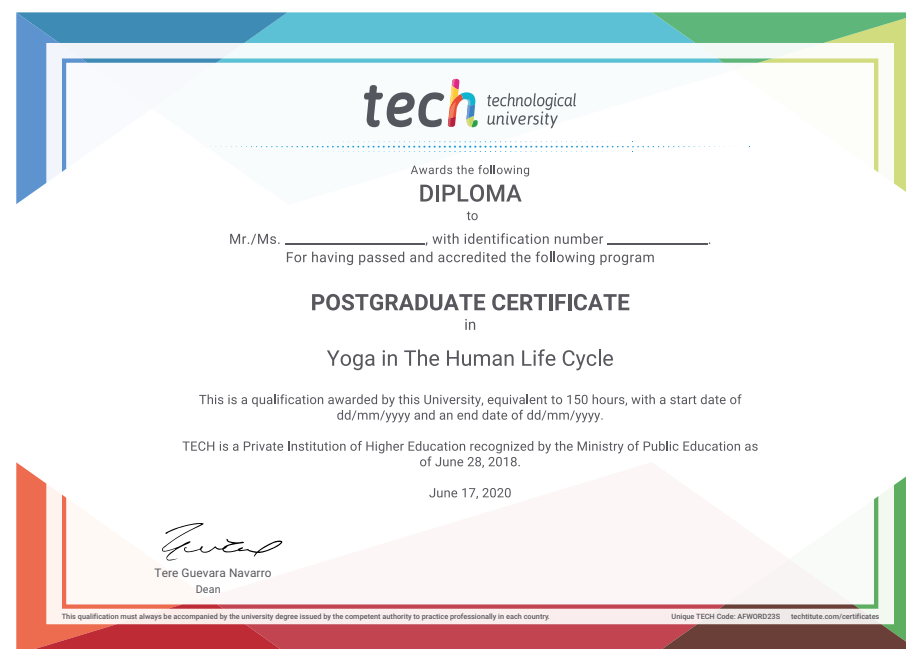 tech technological
university
Awards the following
DIPLOMA
to
Mr./Ms. ____________________, with identification number ______________.
For having passed and accredited the following program
POSTGRADUATE CERTIFICATE
in
Yoga in The Human Life Cycle
This is a qualification awarded by this University, equivalent to 150 hours, with a start date of
dd/mm/yyyy and an end date of dd/mm/yyyy.
TECH is a Private Institution of Higher Education recognized by the Ministry of Public Education as
of June 28, 2018.
June 17, 2020
Tere Guevara Navarro
Dean
This qualification must always be accompanied by the university degree issued by the competent authority to practice professionally in each country. Unique TECH Code: AFWORD23S techtitute.com/certificates